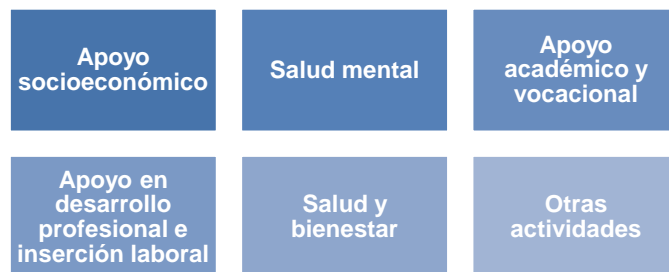 Apoyo
socioeconómico
Salud mental
Apoyo
académico y
vocacional
Apoyo en
desarrollo
profesional e
inserción laboral
Salud y
bienestar
Otras
actividades